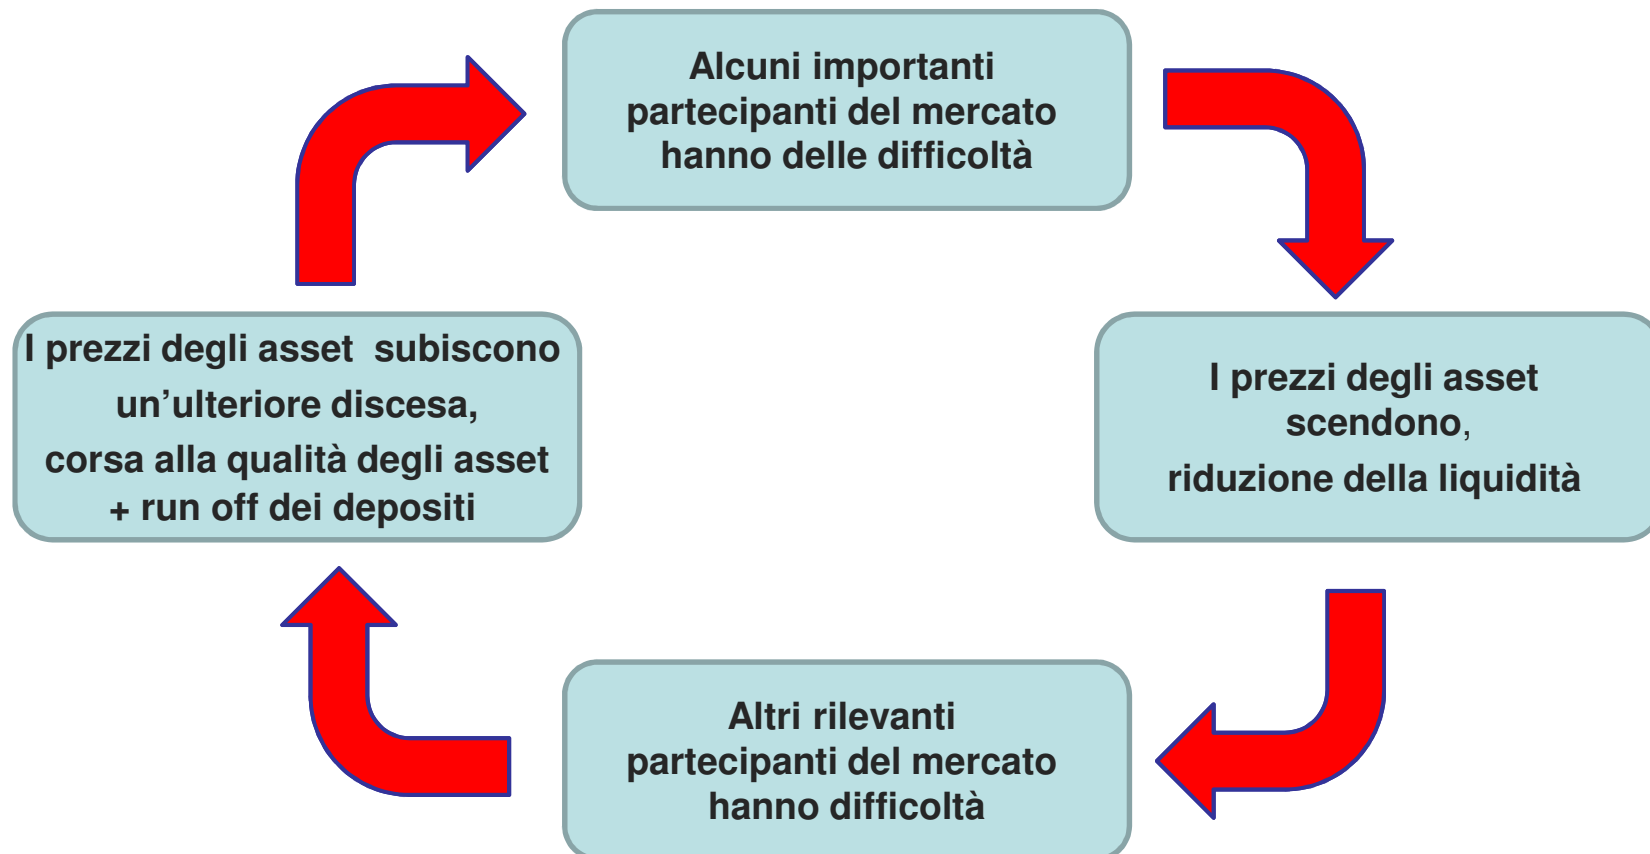 Alcuni importanti
partecipanti del mercato
hanno delle difficoltà
I prezzi degli asset
scendono,
riduzione della liquidità
Altri rilevanti
partecipanti del mercato
hanno difficoltà
I prezzi degli asset  subiscono
un’ulteriore discesa,
corsa alla qualità degli asset
+ run off dei depositi